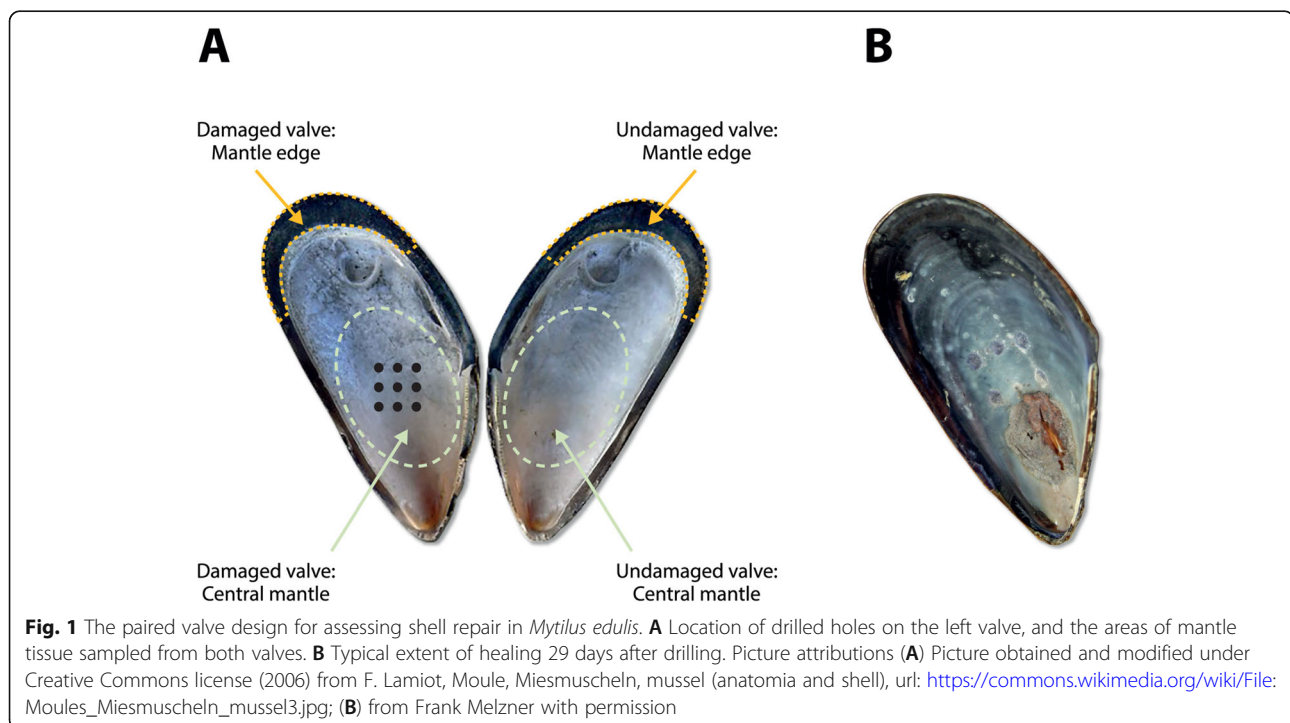 A
B
Damaged valve:
Mantle edge
Undamaged valve:
Mantle edge
Damaged valve:
Central mantle
Undamaged valve:
Central mantle
Fig. 1 The paired valve design for assessing shell repair in Mytilus edulis. A Location of drilled holes on the left valve, and the areas of mantle
tissue sampled from both valves. B Typical extent of healing 29 days after drilling. Picture attributions (A) Picture obtained and modified under
Creative Commons license (2006) from F. Lamiot, Moule, Miesmuscheln, mussel (anatomia and shell), url: https://commons.wikimedia.org/wiki/File:
Moules_Miesmuscheln_mussel3.jpg; (B) from Frank Melzner with permission